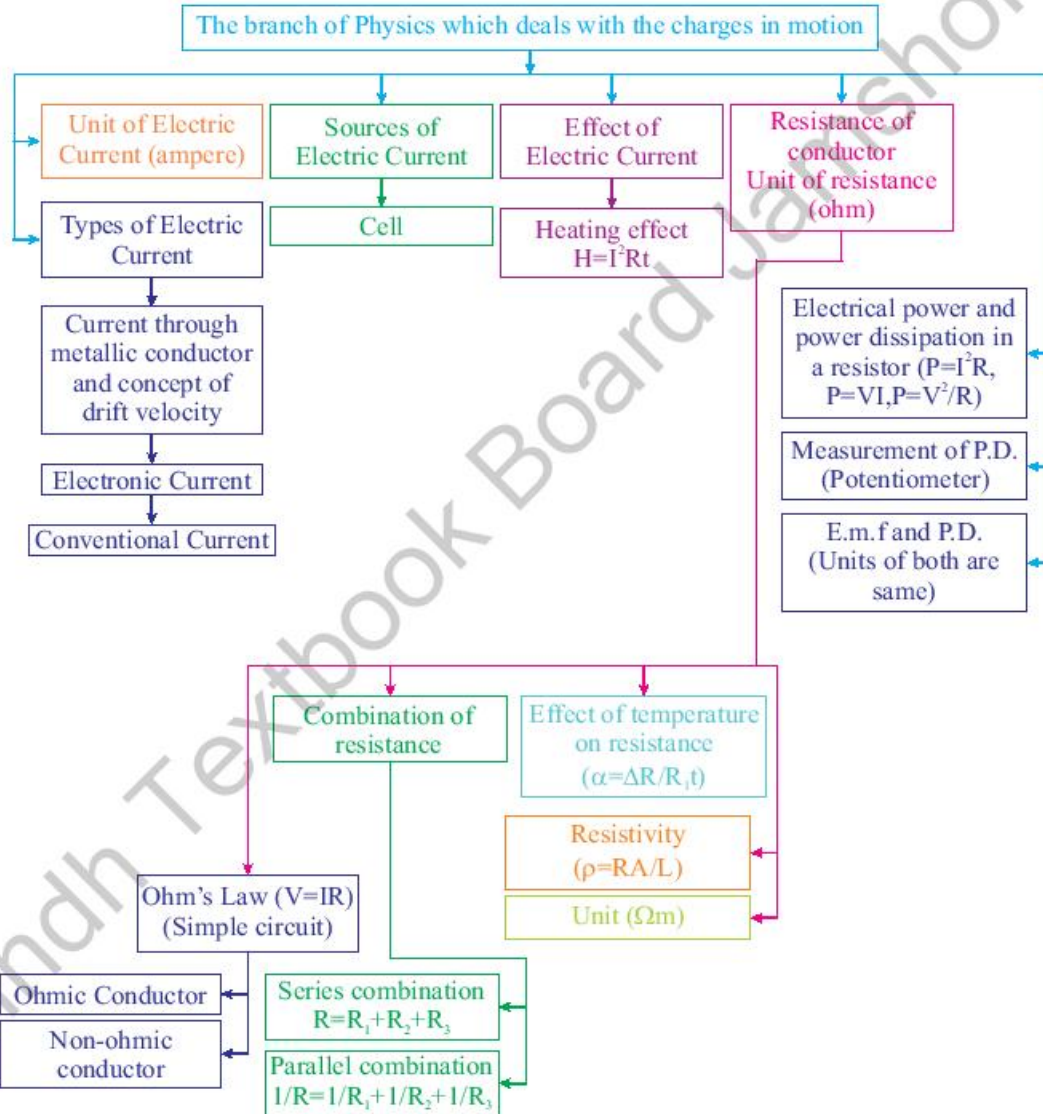 The branch of Physics which deals with the charges in motion
Unit of Electric
Current (ampere)
Sources of
Electric Current
Effect of
Electric Current
Resistance of
conductor
Unit of resistance
(ohm)
Types of Electric
Current
Cell
Heating effect
H=I²Rt
Current through
metallic conductor
and concept of
drift velocity
Electronic Current
Conventional Current
Electrical power and
power dissipation in
a resistor (P=I²R,
P=VI,P=V²/R)
Measurement of P.D.
(Potentiometer)
E.m.f and P.D.
(Units of both are
same)
Combination of
resistance
Effect of temperature
on resistance
(α=ΔR/R₁t)
Resistivity
(ρ=RA/L)
Unit (Ωm)
Ohm's Law (V=IR)
(Simple circuit)
Ohmic Conductor
Non-ohmic
conductor
Series combination
R=R₁+R₂+R₃
Parallel combination
1/R=1/R₁+1/R₂+1/R₃
indh Textbook Board Jamsho